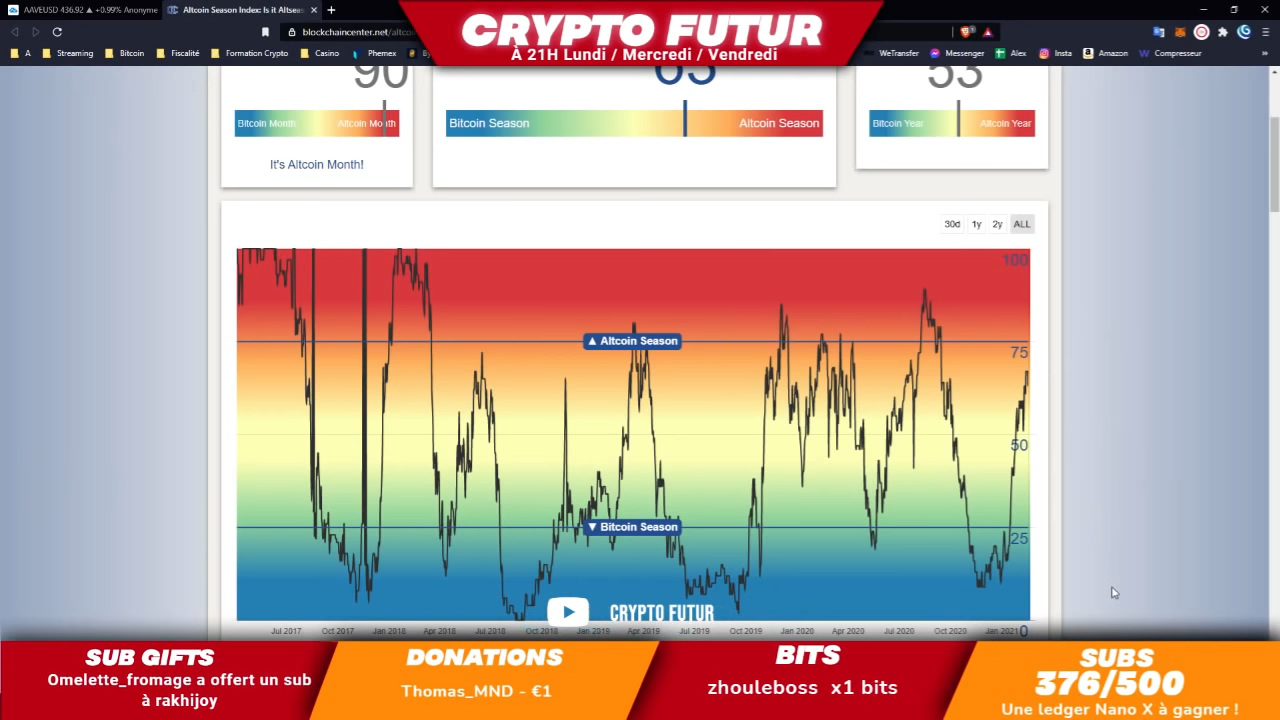 AAVEUSD 436.92 ▲ +0.99% Anonyme
Altcoin Season Index: Is it Altseas
blockchaincenter.net/altco
CRYPTO FUTUR
À 21H Lundi / Mercredi / Vendredi
A
Streaming
Bitcoin
Fiscalité
Formation Crypto
Casino
Phemex
WeTransfer
Messenger
Alex
Insta
Amazon
Compresseur
90
53
Bitcoin Month
Altcoin Month
Bitcoin Season
Altcoin Season
Bitcoin Year
Altcoin Year
It's Altcoin Month!
30d 1y 2y ALL
100
▲ Altcoin Season
75
50
▼ Bitcoin Season
25
CRYPTO FUTUR
Jul 2017 Oct 2017 Jan 2018 Apr 2018 Jul 2018 Oct 2018 Jan 2019 Apr 2019 Jul 2019 Oct 2019 Jan 2020 Apr 2020 Jul 2020 Oct 2020 Jan 2021 0
SUB GIFTS
Omelette_fromage a offert un sub
à rakhijoy
DONATIONS
Thomas_MND - €1
BITS
zhouleboss x1 bits
SUBS
376/500
Une ledger Nano X à gagner !